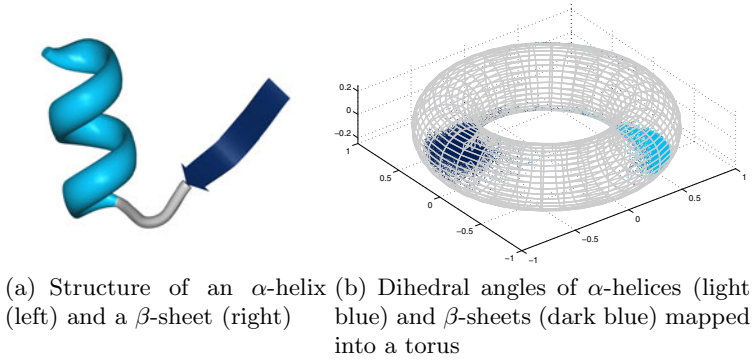 0.2
0
-0.2
1
0.5
0
-0.5
-1
-1
-0.5
0
0.5
1
(a) Structure of an α-helix
(left) and a β-sheet (right)
(b) Dihedral angles of α-helices (light
blue) and β-sheets (dark blue) mapped
into a torus